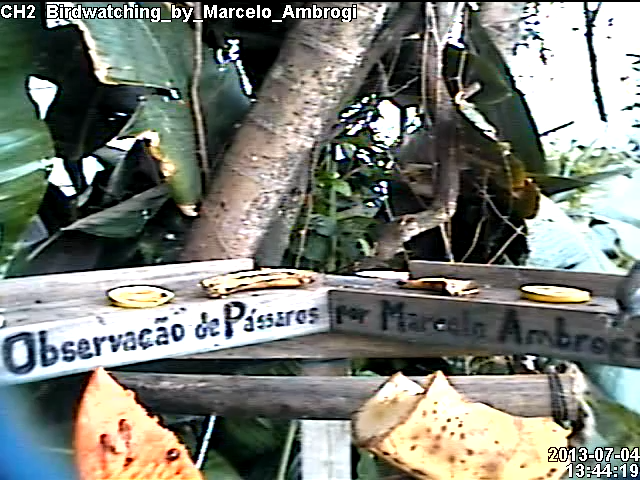 CH2 Birdwatching_by_Marcelo_Ambrogi
Observação de Pássaros por Marcelo Ambrogi
2013-07-04
13:44:19